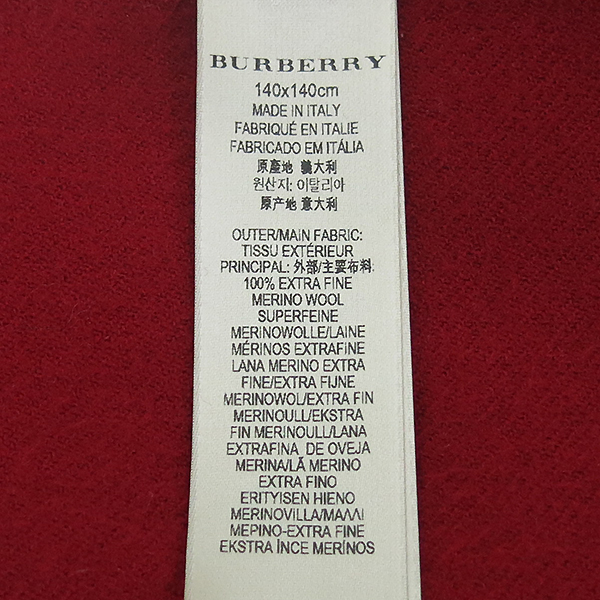 BURBERRY
140x140cm
MADE IN ITALY
FABRIQUÉ EN ITALIE
FABRICADO EM ITÁLIA
原產地 義大利
원산지: 이탈리아
原产地 意大利
OUTER/MAIN FABRIC:
TISSU EXTÉRIEUR
PRINCIPAL: 外部/主要布料:
100% EXTRA FINE
MERINO WOOL
SUPERFEINE
MERINOWOLLE/LAINE
MÉRINOS EXTRAFINE
LANA MERINO EXTRA
FINE/EXTRA FIJNE
MERINOWOL/EXTRA FIN
MERINOULL/EKSTRA
FIN MERINOULL/LANA
EXTRAFINA DE OVEJA
MERINA/LÃ MERINO
EXTRA FINO
ERITYISEN HIENO
MERINOVILLA/ΜΑΛΛΙ
ΜΕΡΙΝΟ-EXTRA FINE
EKSTRA İNCE MERİNOS